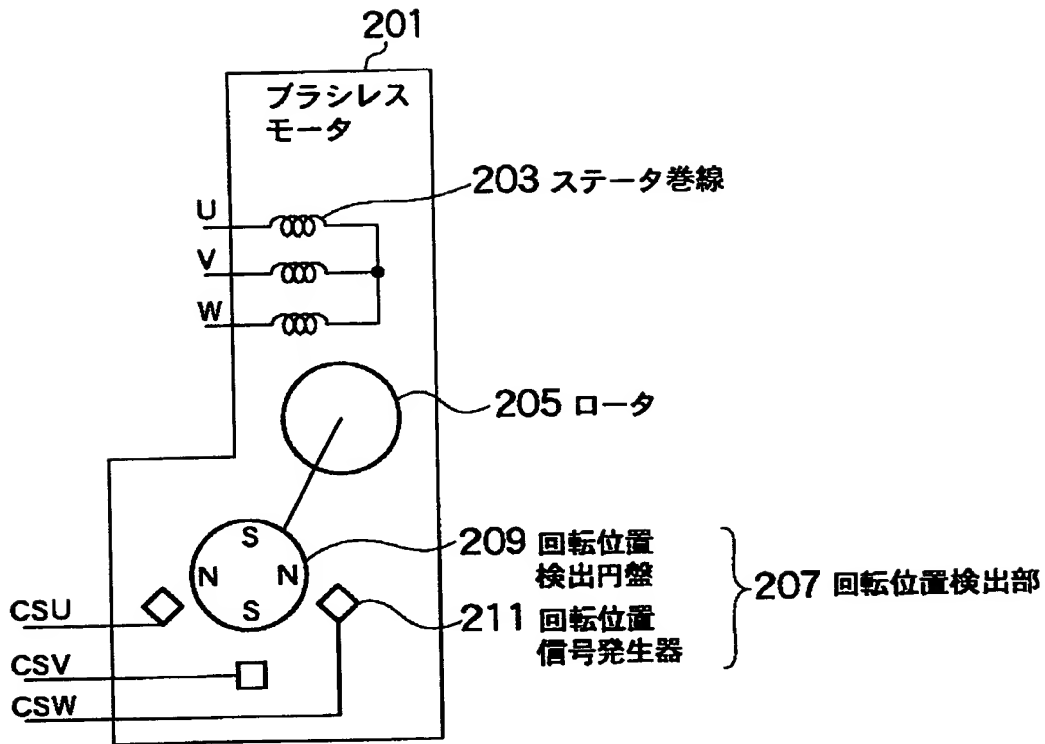 201
ブラシレス
モータ
203 ステータ巻線
U
V
W
205 ロータ
S
N N
S
209 回転位置
検出円盤
207 回転位置検出部
211 回転位置
信号発生器
CSU
CSV
CSW